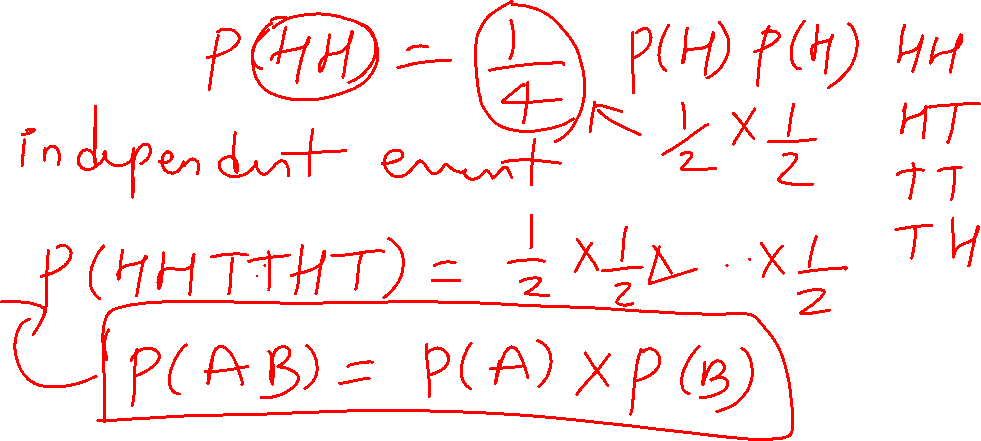 P(HH) = 1/4 P(H) P(H) HH
1/2 × 1/2 HT
independent event TT
TH
P(HHTTHT) = 1/2 × 1/2 ... × 1/2
P(AB) = P(A) × P(B)